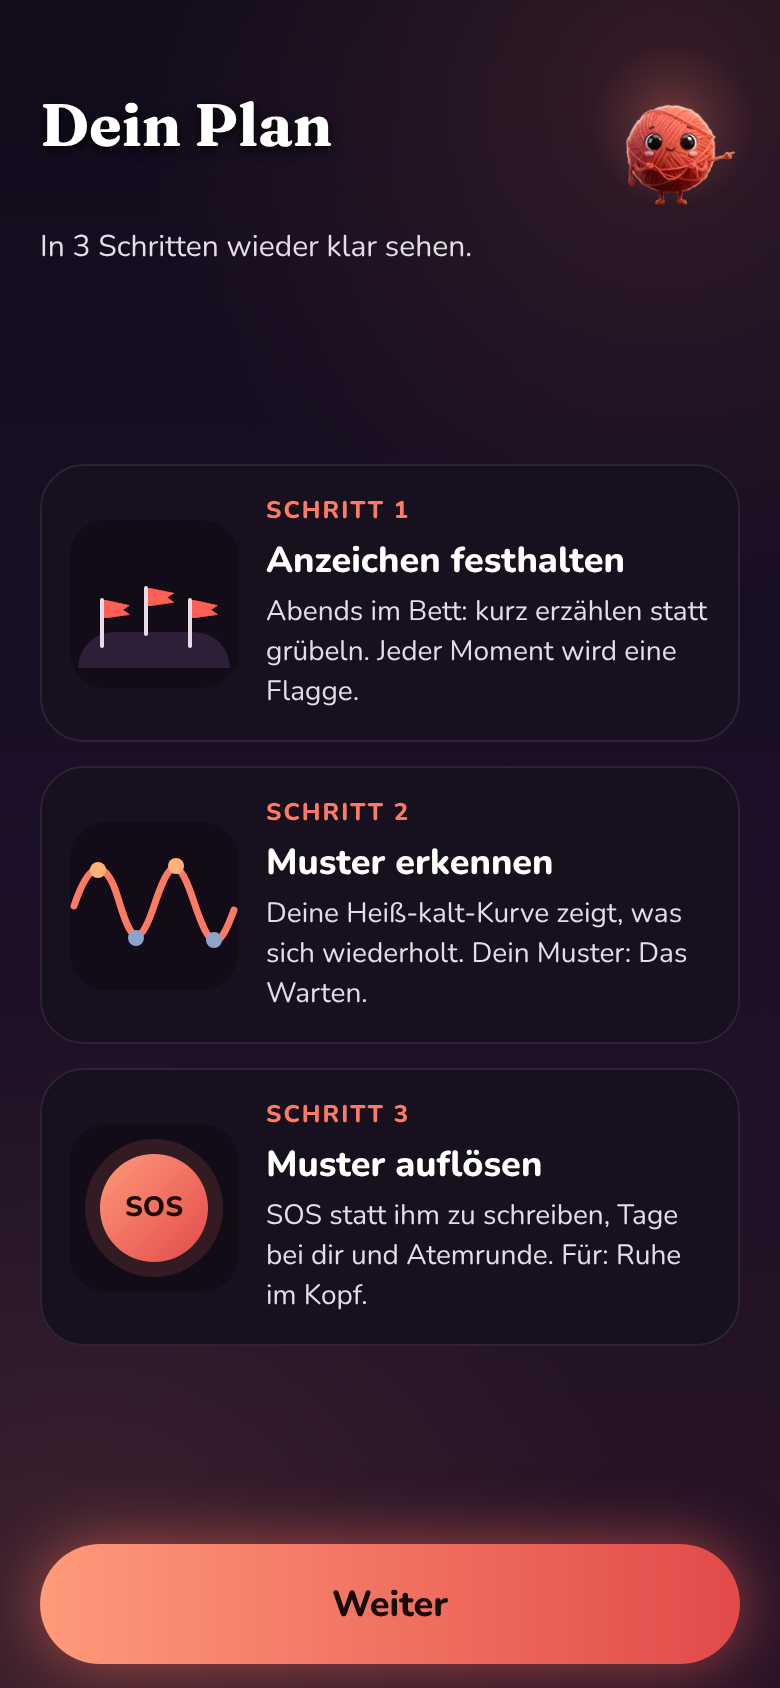 Dein Plan
In 3 Schritten wieder klar sehen.
SCHRITT 1
Anzeichen festhalten
Abends im Bett: kurz erzählen statt
grübeln. Jeder Moment wird eine
Flagge.
SCHRITT 2
Muster erkennen
Deine Heiß-kalt-Kurve zeigt, was
sich wiederholt. Dein Muster: Das
Warten.
SOS
SCHRITT 3
Muster auflösen
SOS statt ihm zu schreiben, Tage
bei dir und Atemrunde. Für: Ruhe
im Kopf.
Weiter